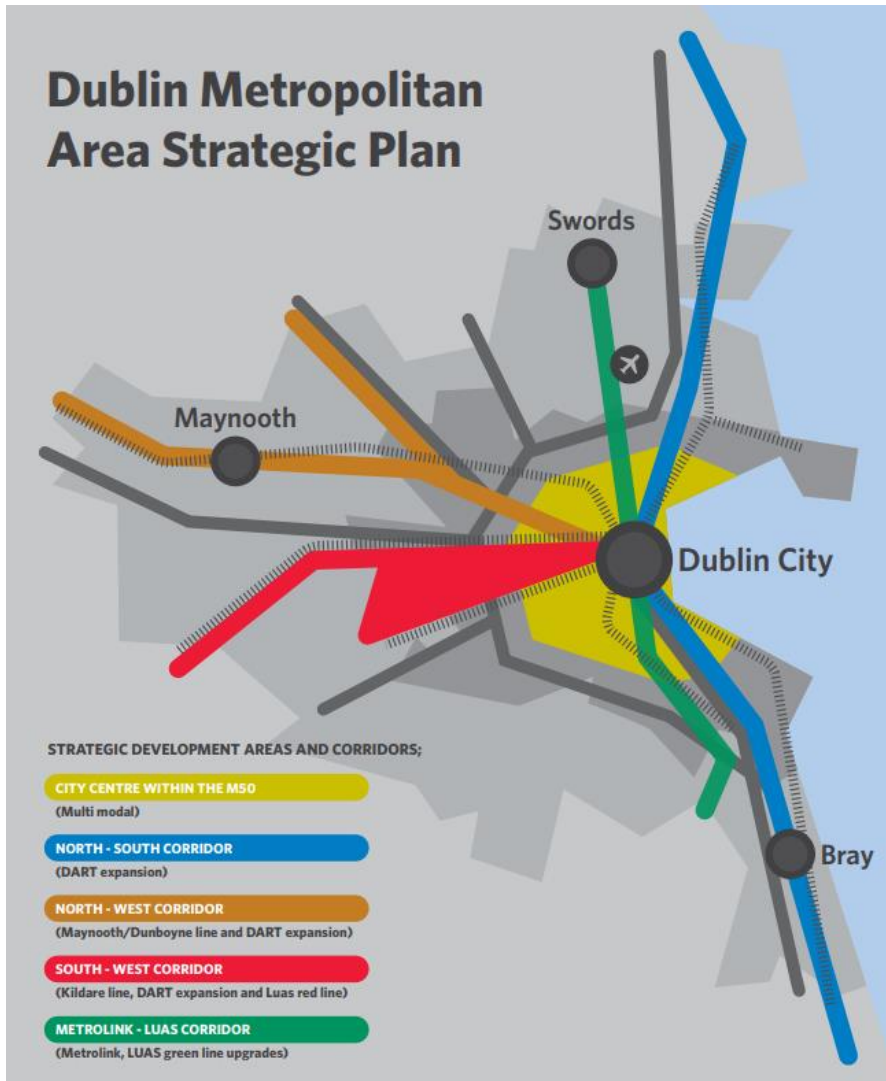 Dublin Metropolitan
Area Strategic Plan
Swords
Maynooth
Dublin City
Bray
STRATEGIC DEVELOPMENT AREAS AND CORRIDORS;
CITY CENTRE WITHIN THE M50
(Multi modal)
NORTH - SOUTH CORRIDOR
(DART expansion)
NORTH - WEST CORRIDOR
(Maynooth/Dunboyne line and DART expansion)
SOUTH - WEST CORRIDOR
(Kildare line, DART expansion and Luas red line)
METROLINK - LUAS CORRIDOR
(Metrolink, LUAS green line upgrades)